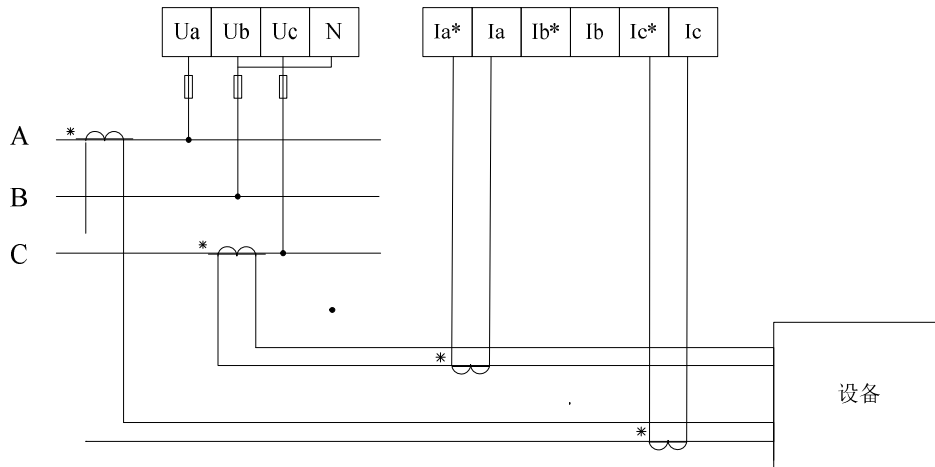 Ua Ub Uc N
Ia* Ia Ib* Ib Ic* Ic
* A
B
* C
*
设备
*